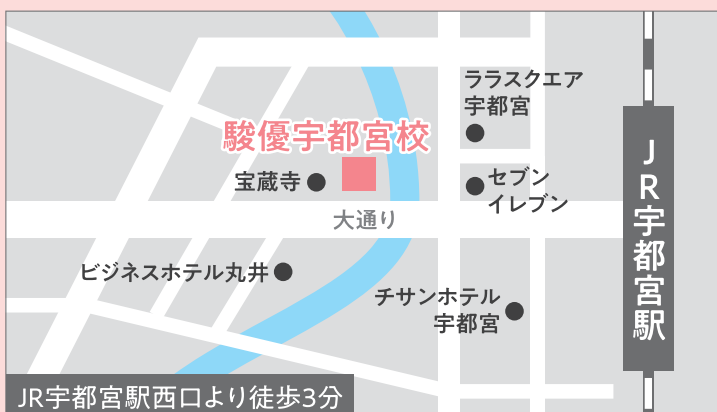 ララスクエア
宇都宮
駿優宇都宮校
宝蔵寺
セブン
イレブン
大通り
JR宇都宮駅
ビジネスホテル丸井
チサンホテル
宇都宮
JR宇都宮駅西口より徒歩3分